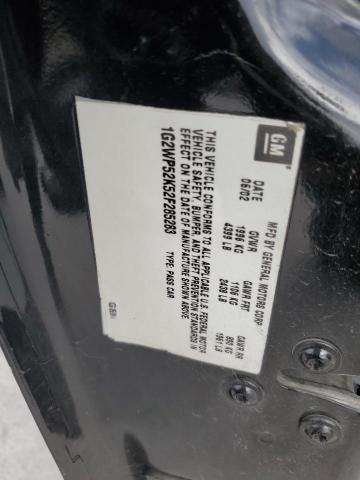 GM
MFD BY GENERAL MOTORS CORP
DATE GVWR GAWR FRT GAWR RR
06/02 1996 KG 1106 KG 890 KG
4399 LB 2438 LB 1961 LB
THIS VEHICLE CONFORMS TO ALL APPLICABLE U.S. FEDERAL MOTOR
VEHICLE SAFETY, BUMPER, AND THEFT PREVENTION STANDARDS IN
EFFECT ON THE DATE OF MANUFACTURE SHOWN ABOVE.
1G2WP52K52F285283 TYPE: PASS CAR